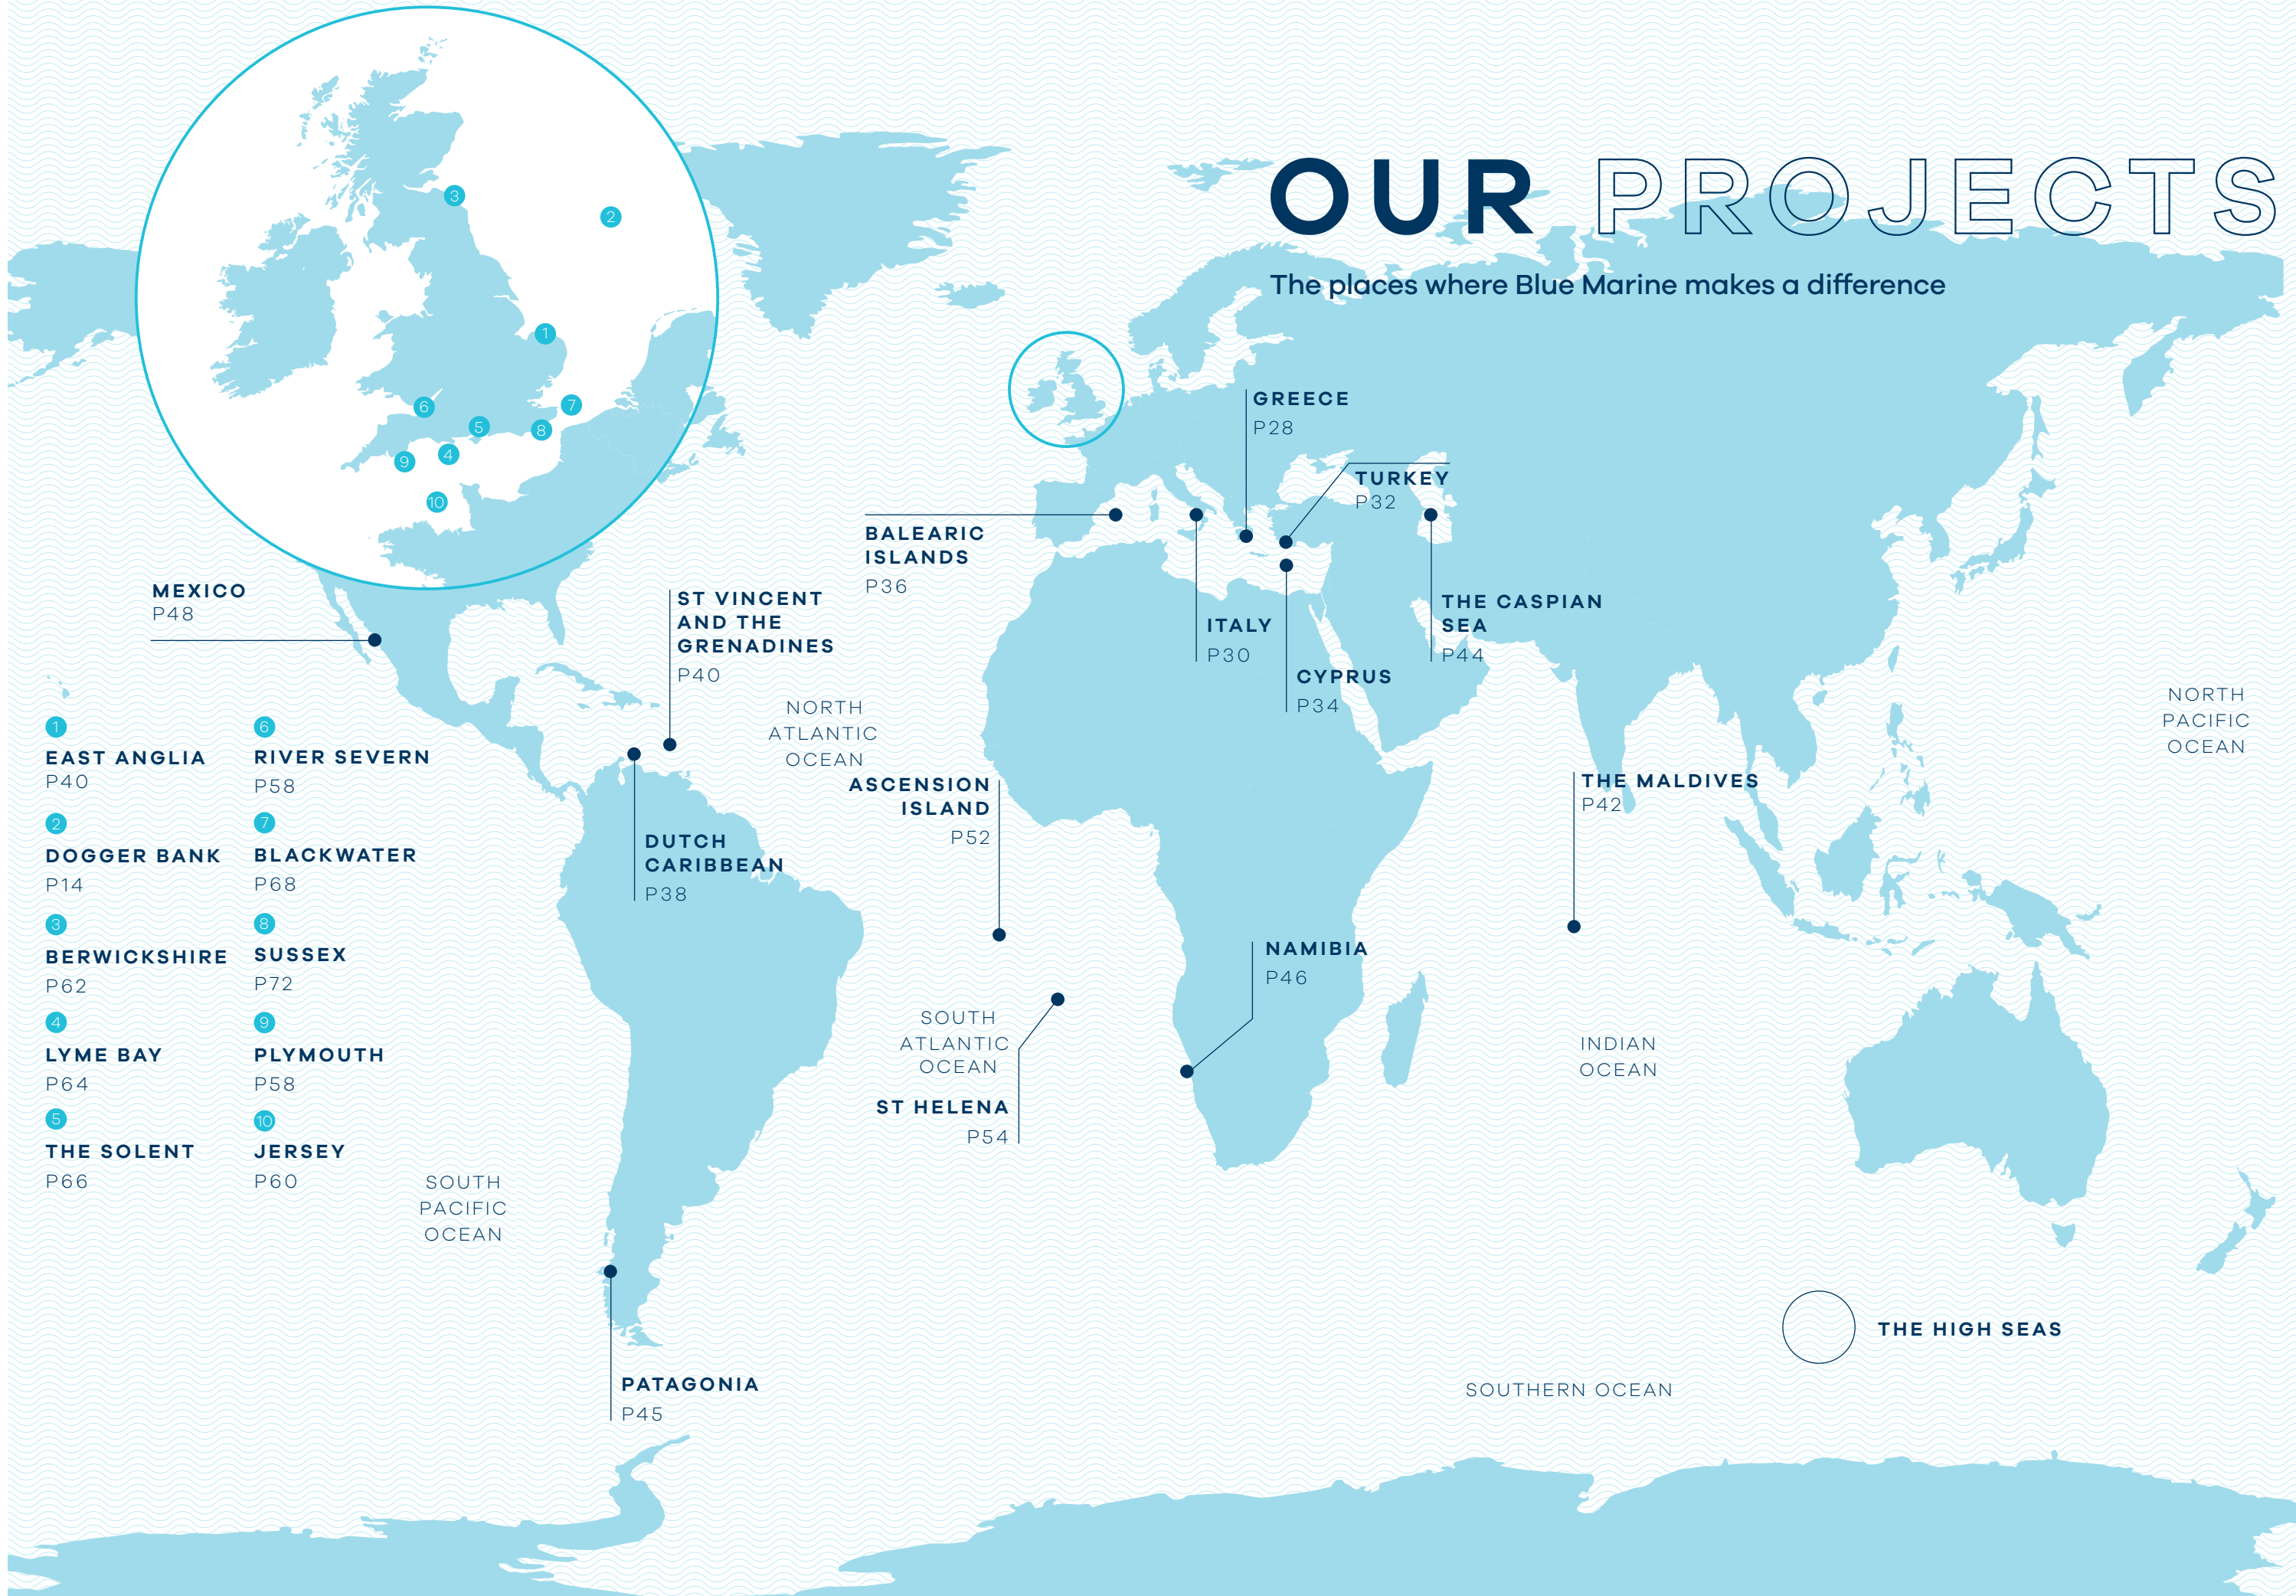 OUR PROJECTS
The places where Blue Marine makes a difference
3
2
1
6
7
5
8
9
4
10
GREECE
P28
TURKEY
P32
BALEARIC
ISLANDS
P36
MEXICO
P48
ST VINCENT
AND THE
GRENADINES
P40
ITALY
P30
THE CASPIAN
SEA
P44
CYPRUS
P34
NORTH
ATLANTIC
OCEAN
NORTH
PACIFIC
OCEAN
1
EAST ANGLIA
P40
2
DOGGER BANK
P14
3
BERWICKSHIRE
P62
4
LYME BAY
P64
5
THE SOLENT
P66
6
RIVER SEVERN
P58
7
BLACKWATER
P68
8
SUSSEX
P72
9
PLYMOUTH
P58
10
JERSEY
P60
ASCENSION
ISLAND
P52
THE MALDIVES
P42
DUTCH
CARIBBEAN
P38
NAMIBIA
P46
SOUTH
ATLANTIC
OCEAN
INDIAN
OCEAN
ST HELENA
P54
SOUTH
PACIFIC
OCEAN
THE HIGH SEAS
PATAGONIA
P45
SOUTHERN OCEAN